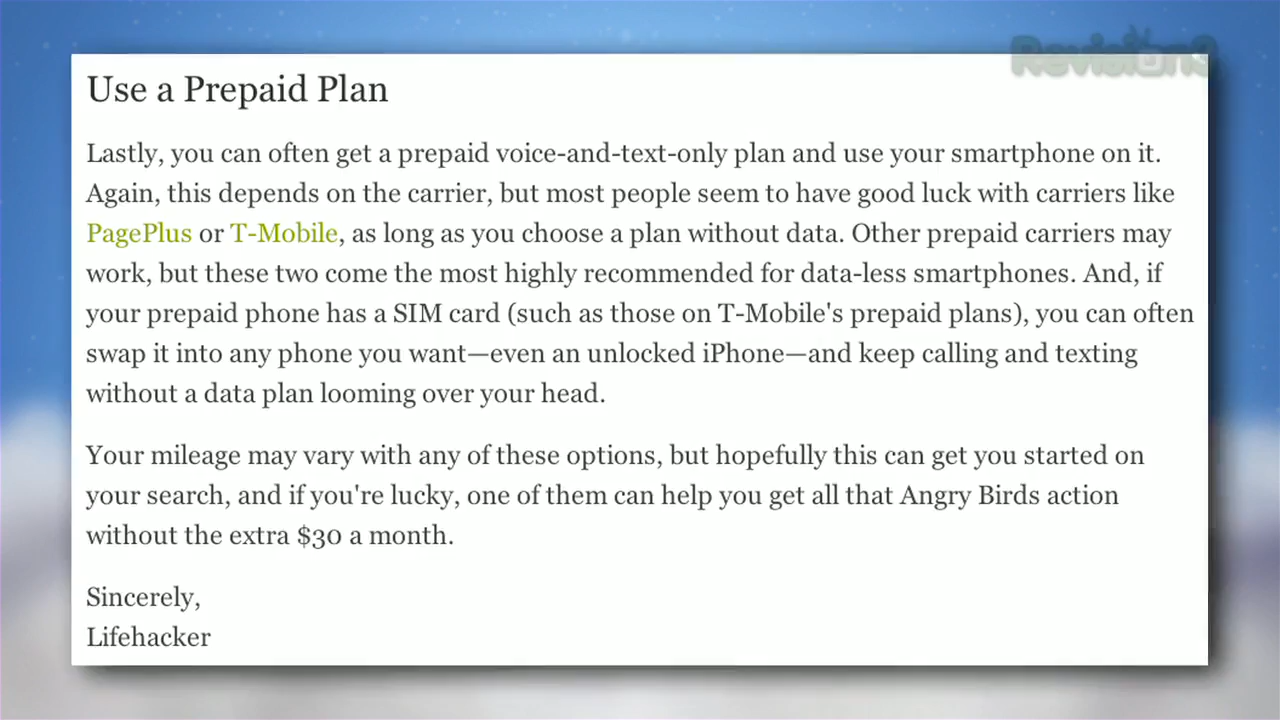 Revision3
Use a Prepaid Plan
Lastly, you can often get a prepaid voice-and-text-only plan and use your smartphone on it.
Again, this depends on the carrier, but most people seem to have good luck with carriers like
PagePlus or T-Mobile, as long as you choose a plan without data. Other prepaid carriers may
work, but these two come the most highly recommended for data-less smartphones. And, if
your prepaid phone has a SIM card (such as those on T-Mobile's prepaid plans), you can often
swap it into any phone you want—even an unlocked iPhone—and keep calling and texting
without a data plan looming over your head.
Your mileage may vary with any of these options, but hopefully this can get you started on
your search, and if you're lucky, one of them can help you get all that Angry Birds action
without the extra $30 a month.
Sincerely,
Lifehacker